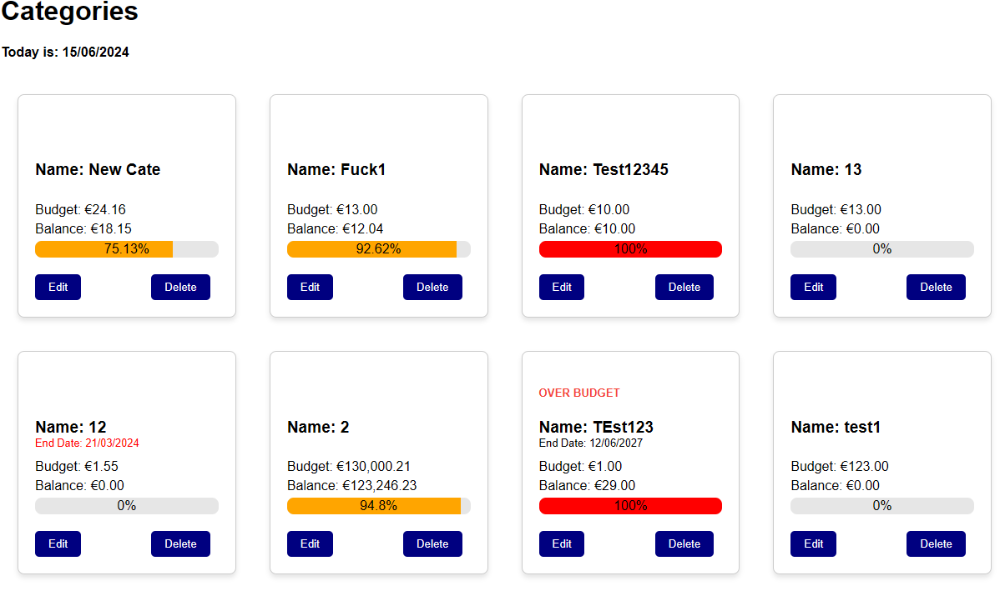 Categories
Today is: 15/06/2024
Name: New Cate
Budget: €24.16
Balance: €18.15
75.13%
Edit Delete
Name: Fuck1
Budget: €13.00
Balance: €12.04
92.62%
Edit Delete
Name: Test12345
Budget: €10.00
Balance: €10.00
100%
Edit Delete
Name: 13
Budget: €13.00
Balance: €0.00
0%
Edit Delete
Name: 12
End Date: 21/03/2024
Budget: €1.55
Balance: €0.00
0%
Edit Delete
Name: 2
Budget: €130,000.21
Balance: €123,246.23
94.8%
Edit Delete
OVER BUDGET
Name: TEst123
End Date: 12/06/2027
Budget: €1.00
Balance: €29.00
100%
Edit Delete
Name: test1
Budget: €123.00
Balance: €0.00
0%
Edit Delete